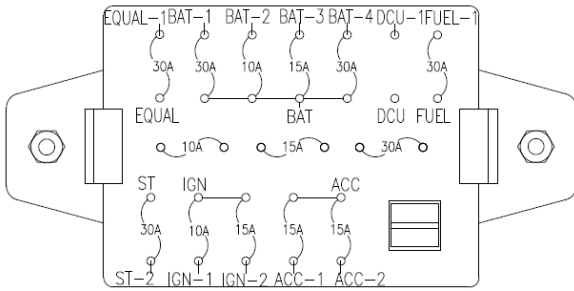 EQUAL-1 BAT-1 BAT-2 BAT-3 BAT-4 DCU-1 FUEL-1
30A 30A 10A 15A 30A 30A
EQUAL BAT DCU FUEL
10A 15A 30A
ST IGN ACC
30A 10A 15A 15A 15A
ST-2 IGN-1 IGN-2 ACC-1 ACC-2